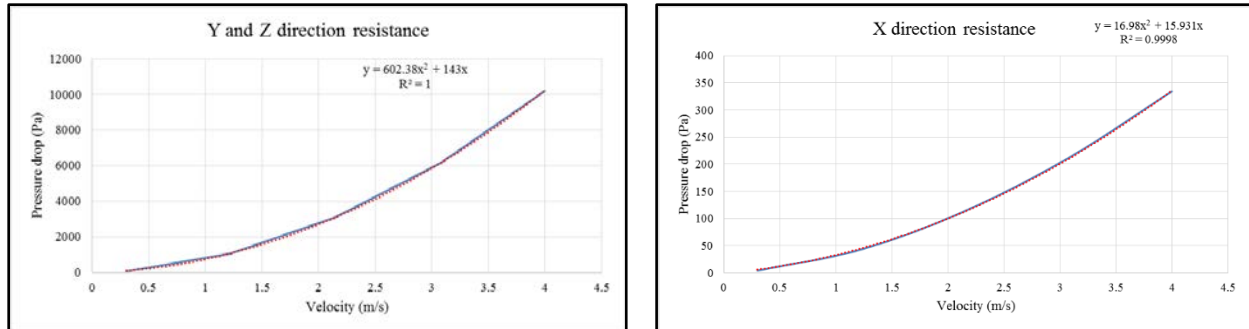 Y and Z direction resistance
y = 602.38x² + 143x
R² = 1
12000
10000
8000
6000
4000
2000
0
Pressure drop (Pa)
0 0.5 1 1.5 2 2.5 3 3.5 4 4.5
Velocity (m/s)
X direction resistance
y = 16.98x² + 15.931x
R² = 0.9998
400
350
300
250
200
150
100
50
0
Pressure drop (Pa)
0 0.5 1 1.5 2 2.5 3 3.5 4 4.5
Velocity (m/s)